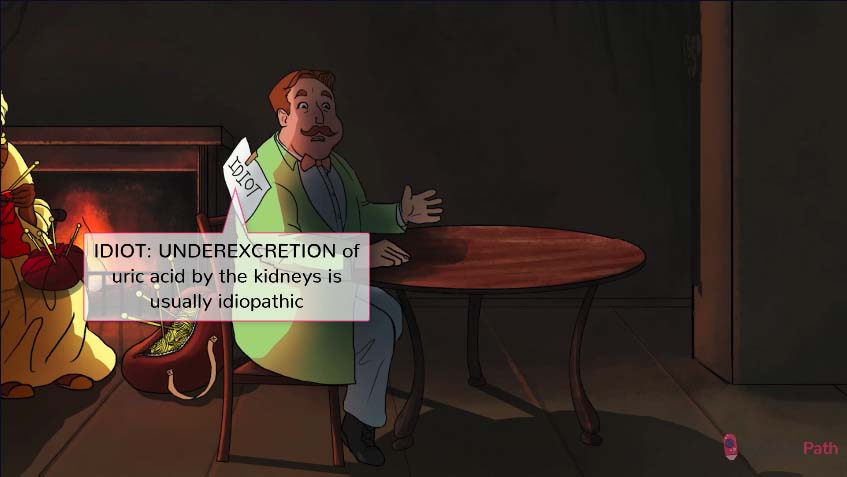 IDIOT
IDIOT: UNDEREXCRETION of
uric acid by the kidneys is
usually idiopathic
Path